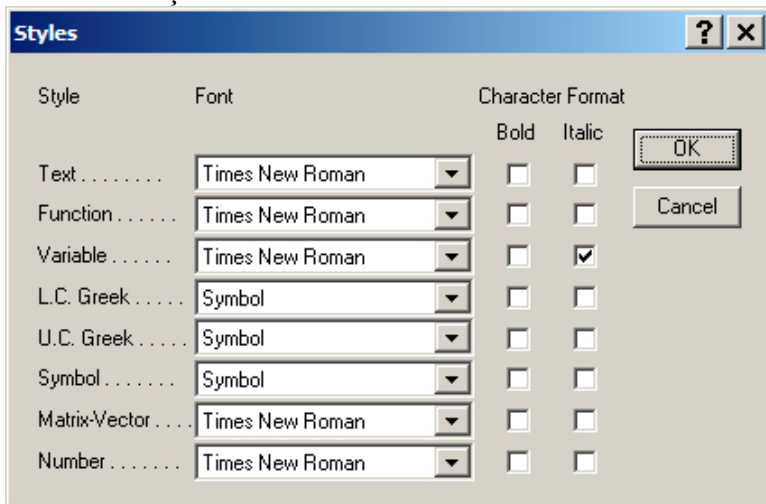 Styles
Style Font Character Format
Bold Italic
OK
Text . . . . . . . . Times New Roman
Function . . . . . . Times New Roman
Cancel
Variable . . . . . . Times New Roman
L.C. Greek . . . . . Symbol
U.C. Greek . . . . . Symbol
Symbol . . . . . . . Symbol
Matrix-Vector . . . . Times New Roman
Number . . . . . . . Times New Roman